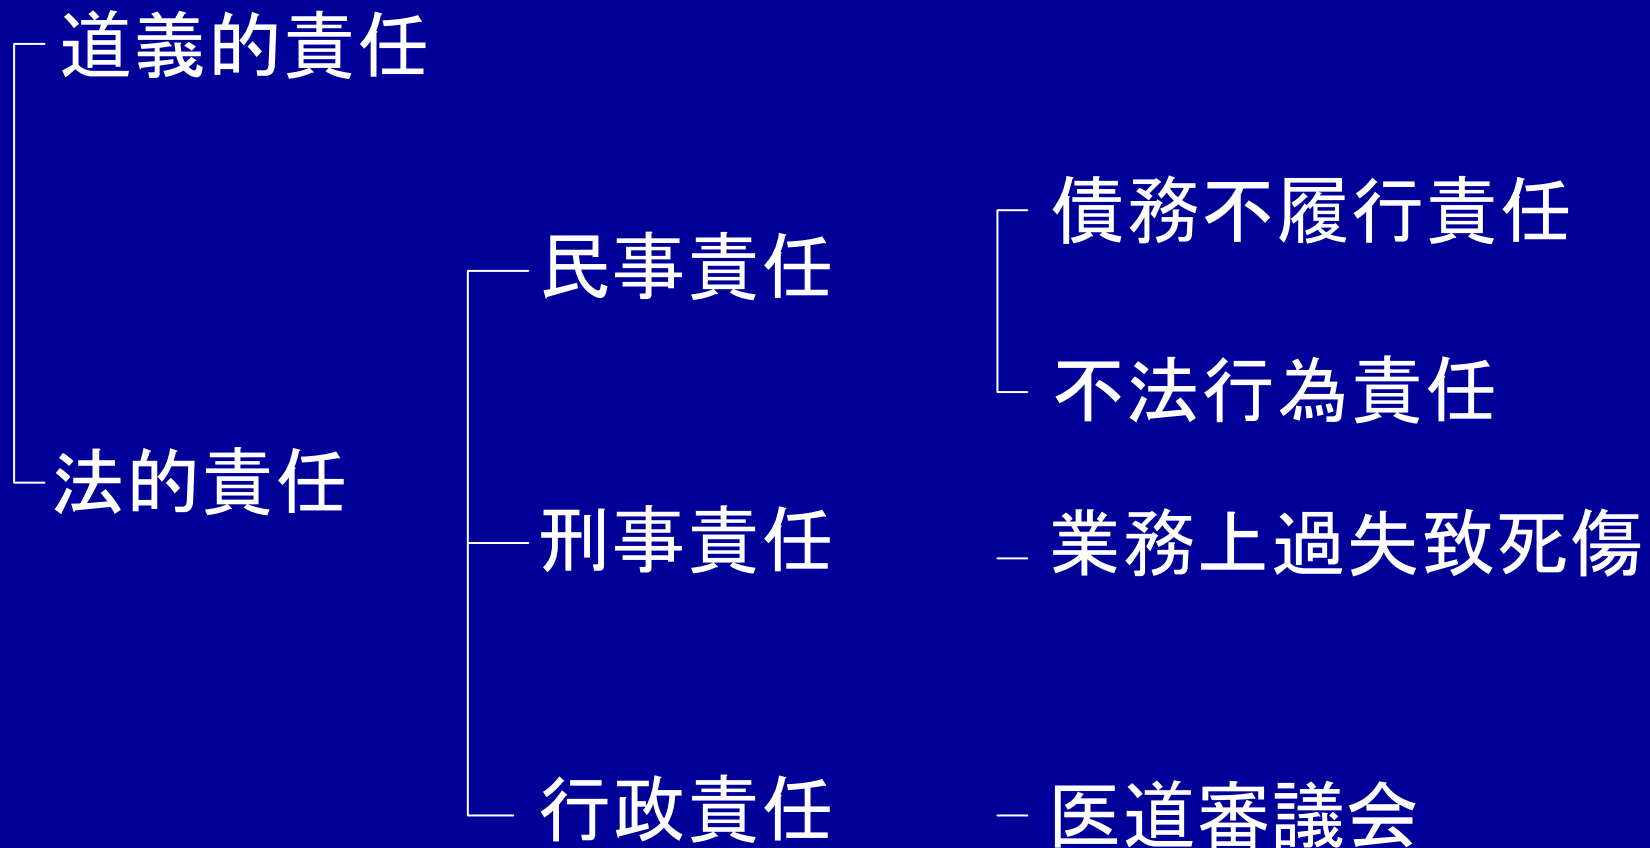 道義的責任
債務不履行責任
民事責任
不法行為責任
法的責任
刑事責任
業務上過失致死傷
行政責任
医道審議会